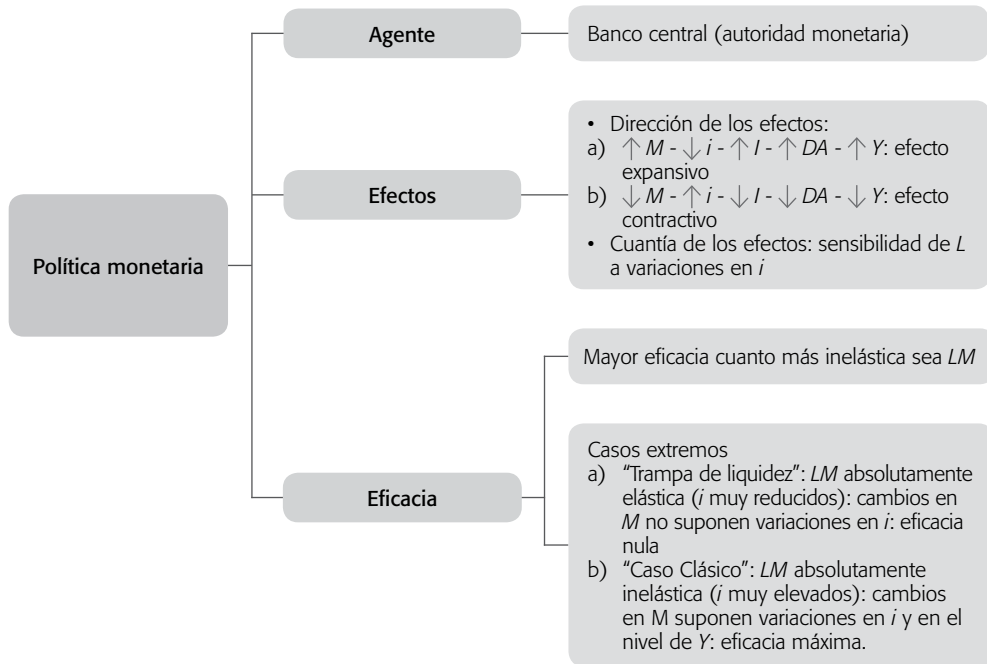 Política monetaria
Agente
Banco central (autoridad monetaria)
Efectos
• Dirección de los efectos:
a) ↑ M - ↓ i - ↑ I - ↑ DA - ↑ Y: efecto
expansivo
b) ↓ M - ↑ i - ↓ I - ↓ DA - ↓ Y: efecto
contractivo
• Cuantía de los efectos: sensibilidad de L
a variaciones en i
Eficacia
Mayor eficacia cuanto más inelástica sea LM
Casos extremos
a) “Trampa de liquidez”: LM absolutamente
elástica (i muy reducidos): cambios en
M no suponen variaciones en i: eficacia
nula
b) “Caso Clásico”: LM absolutamente
inelástica (i muy elevados): cambios
en M suponen variaciones en i y en el
nivel de Y: eficacia máxima.